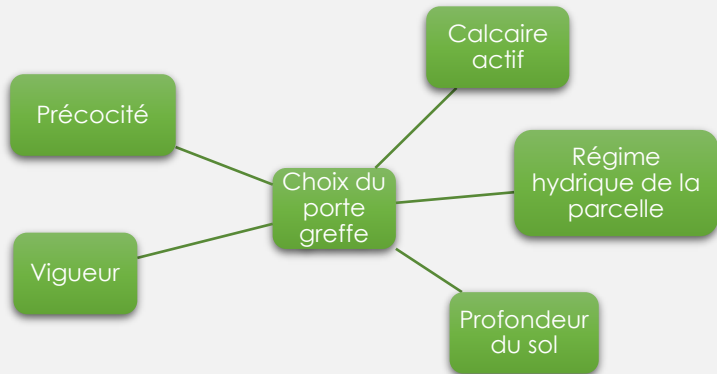 Calcaire
actif
Précocité
Régime
hydrique de la
parcelle
Choix du
porte
greffe
Vigueur
Profondeur
du sol